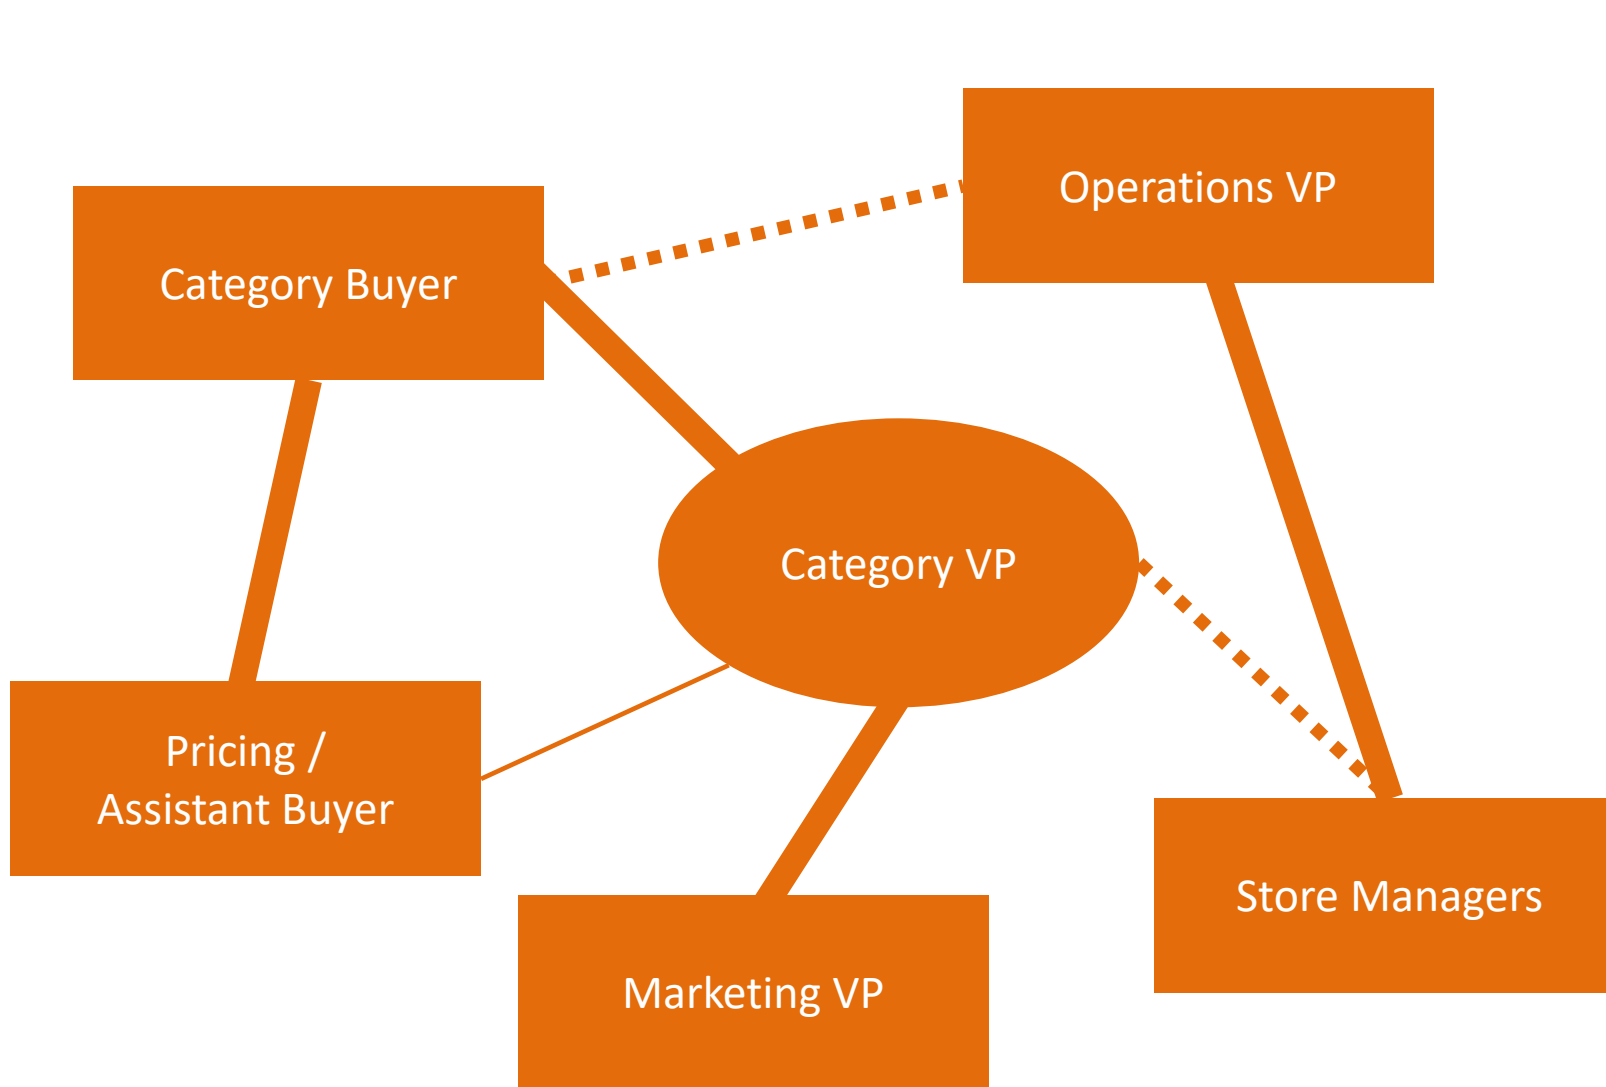 Operations VP
Category Buyer
Category VP
Pricing /
Assistant Buyer
Store Managers
Marketing VP